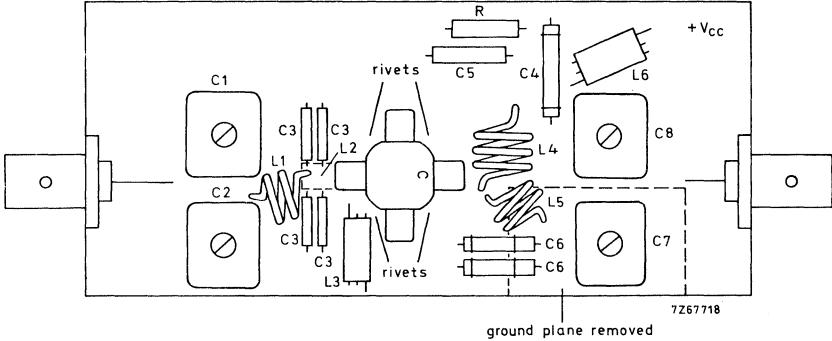 R
+VCC
C5
C4
L6
rivets
C1
C3
C3
L2
C8
L1
C
L4
C2
L5
C3
C3
L3
rivets
C6
C6
C7
7Z67718
ground plane removed